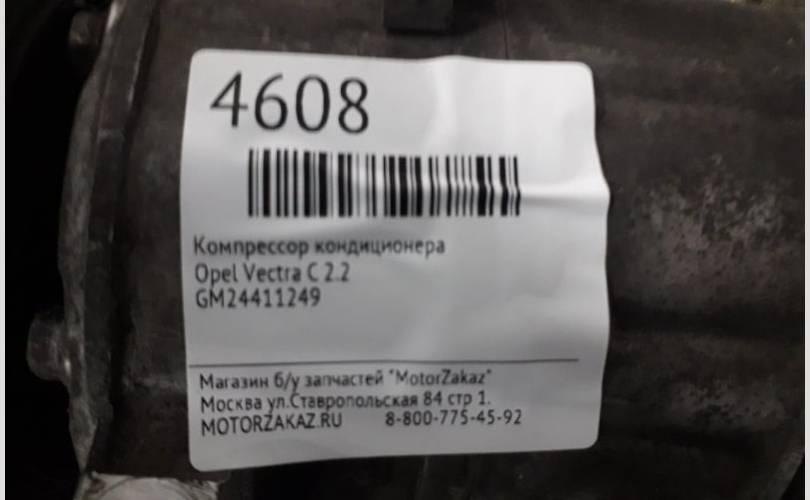 4608
Компрессор кондиционера
Opel Vectra C 2.2
GM24411249
Магазин б/у запчастей "MotorZakaz"
Москва ул.Ставропольская 84 стр 1.
MOTORZAKAZ.RU 8-800-775-45-92